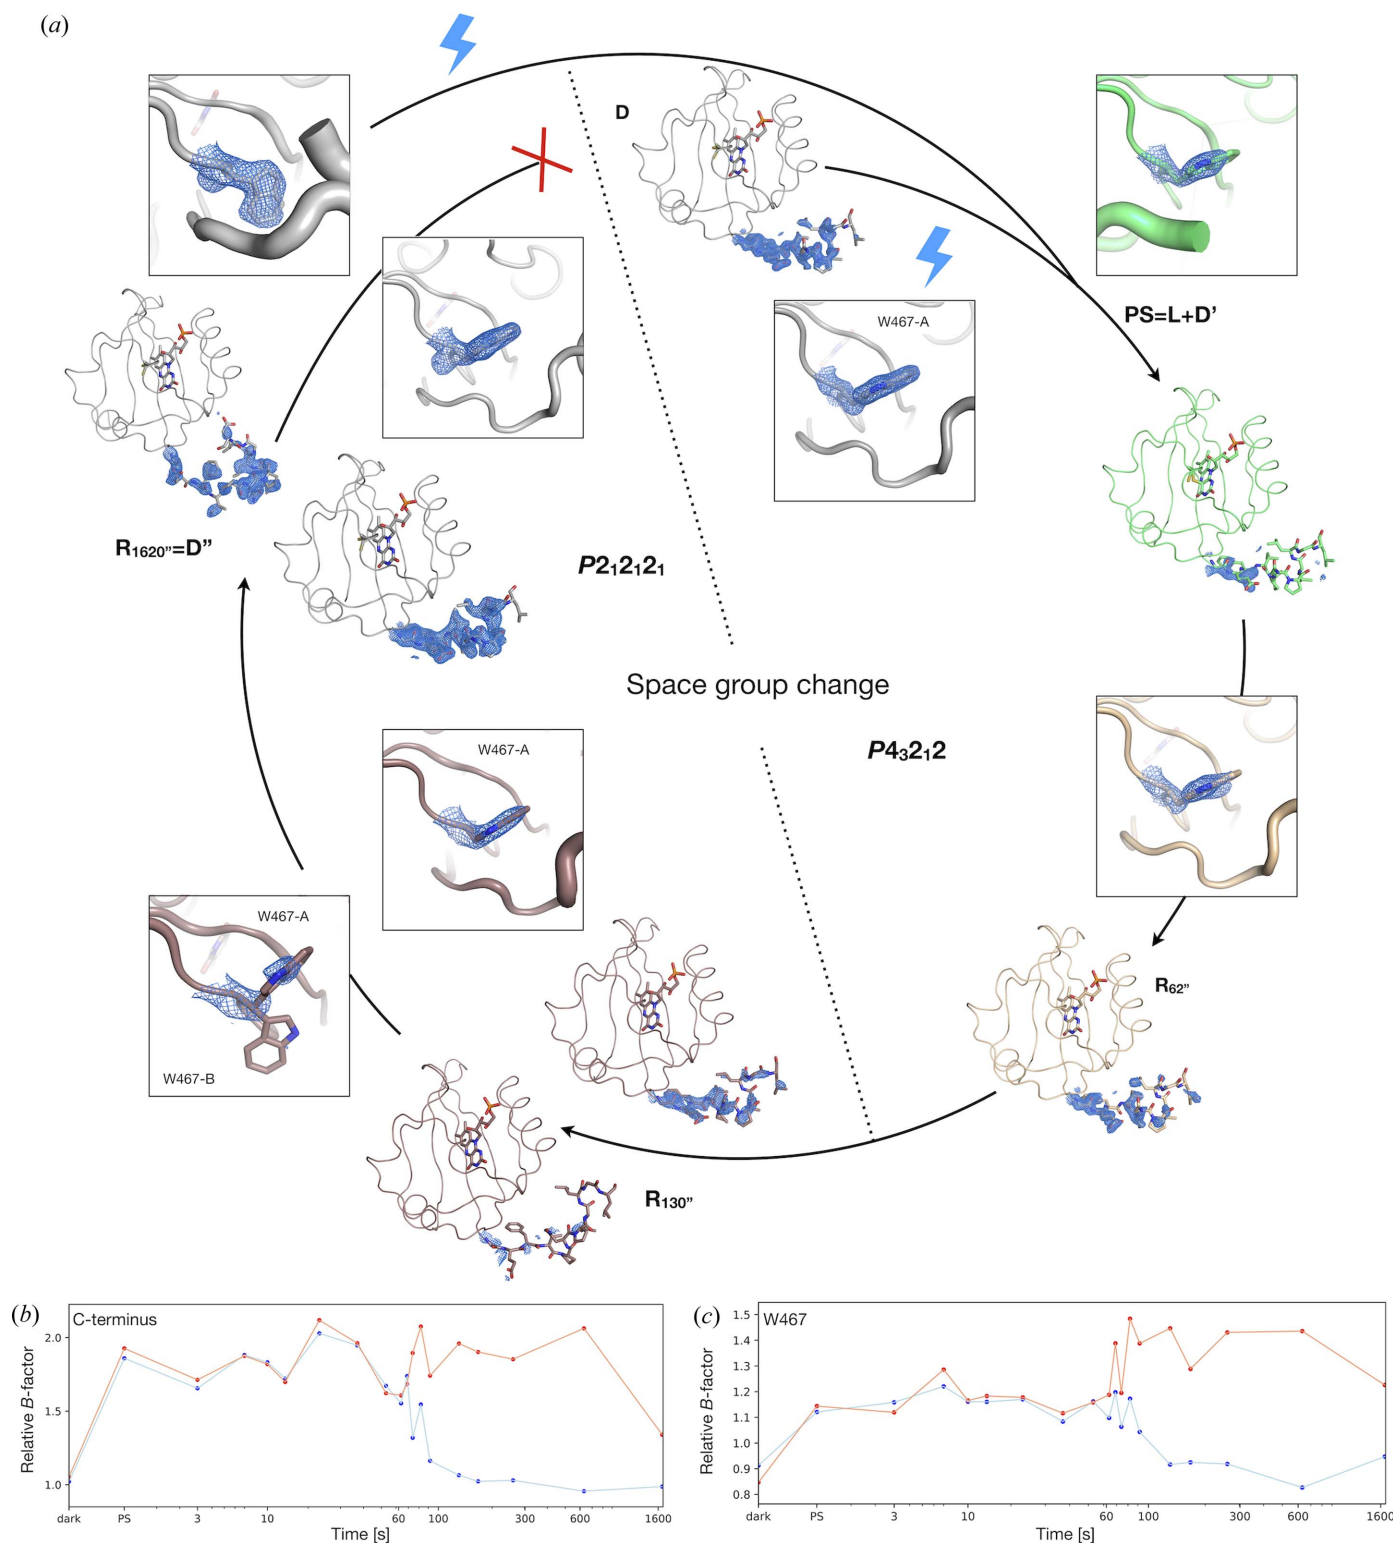 (a)
D
W467-A
PS=L+D’
R1620”=D”
P2₁2₁2₁
Space group change
P4₃2₁2
W467-A
W467-A
W467-B
R62”
R130”
(b)
C-terminus
Relative B-factor
2.0
1.5
1.0
dark PS 3 10 60 100 300 600 1600
Time [s]
(c)
W467
Relative B-factor
1.5
1.4
1.3
1.2
1.1
1.0
0.9
0.8
dark PS 3 10 60 100 300 600 1600
Time [s]